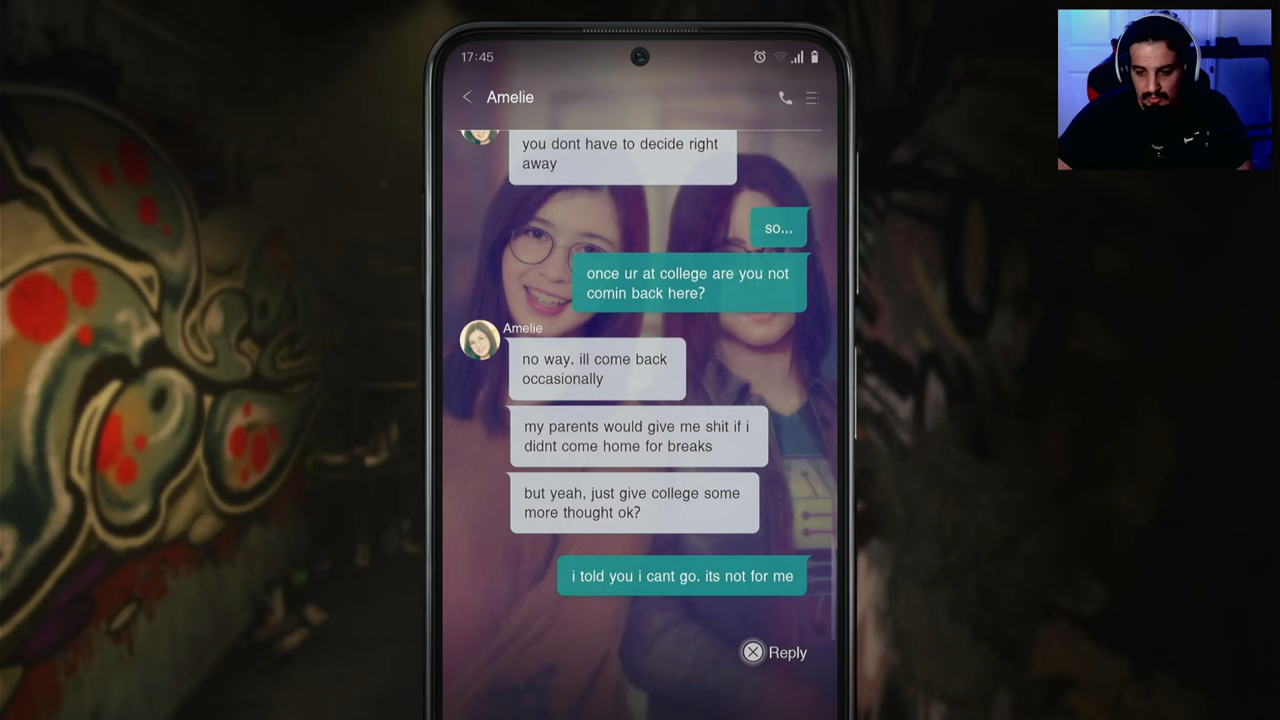 17:45
Amelie
you dont have to decide right
away
so...
once ur at college are you not
comin back here?
Amelie
no way. ill come back
occasionally
my parents would give me shit if i
didnt come home for breaks
but yeah, just give college some
more thought ok?
i told you i cant go. its not for me
Reply